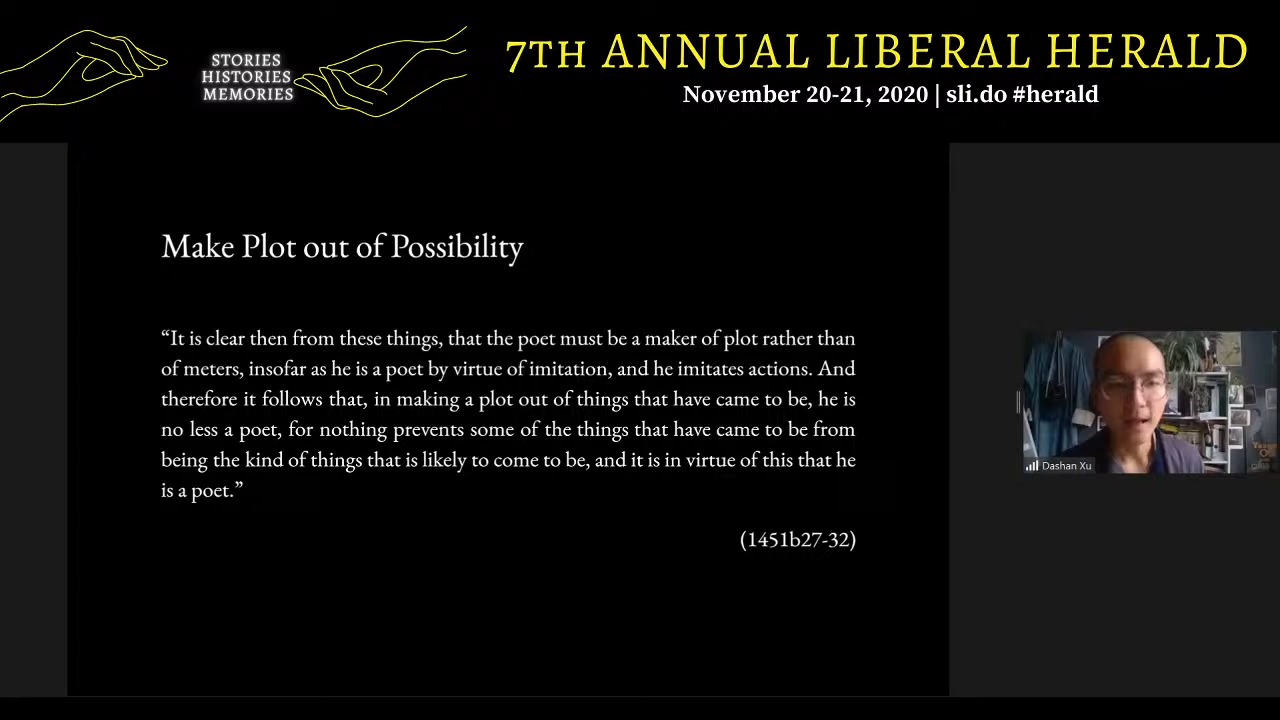 STORIES
HISTORIES
MEMORIES
7TH ANNUAL LIBERAL HERALD
November 20-21, 2020 | sli.do #herald
Make Plot out of Possibility
“It is clear then from these things, that the poet must be a maker of plot rather than
of meters, insofar as he is a poet by virtue of imitation, and he imitates actions. And
therefore it follows that, in making a plot out of things that have came to be, he is
no less a poet, for nothing prevents some of the things that have came to be from
being the kind of things that is likely to come to be, and it is in virtue of this that he
is a poet.”
(1451b27-32)
Dashan Xu